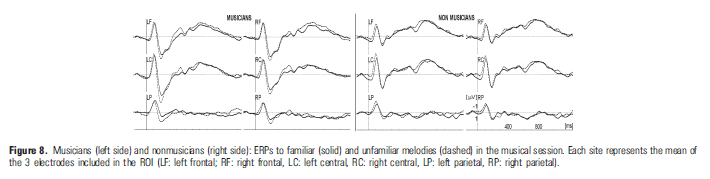 MUSICIANS
NON MUSICIANS
LF RF LF RF
LC RC LC RC
LP RP LP [µV] RP
-1
1
400 800 [ms]
Figure 8. Musicians (left side) and nonmusicians (right side): ERPs to familiar (solid) and unfamiliar melodies (dashed) in the musical session. Each site represents the mean of
the 3 electrodes included in the ROI (LF: left frontal; RF: right frontal, LC: left central, RC: right central, LP: left parietal, RP: right parietal).